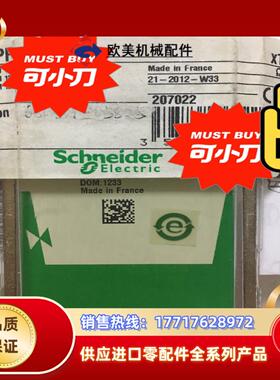 欧美机械配件
MUST BUY
可小刀
Made in France
21-2012-W33
207022
MUST BUY
可小刀
Schneider
Electric
DOM:1233
Made in France
品质
保证
销售热线: 17717628972
供应进口零配件全系列产品